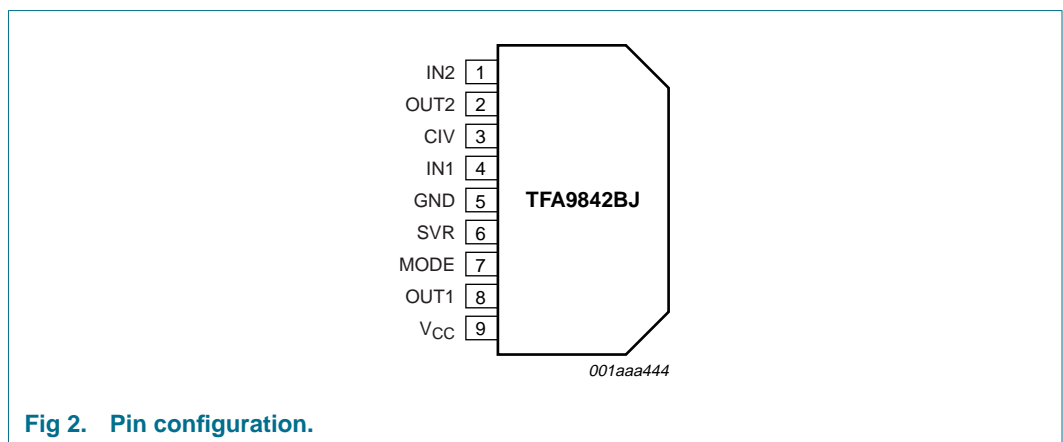 IN2 1
OUT2 2
CIV 3
IN1 4
GND 5
SVR 6
MODE 7
OUT1 8
VCC 9
TFA9842BJ
001aaa444
Fig 2. Pin configuration.